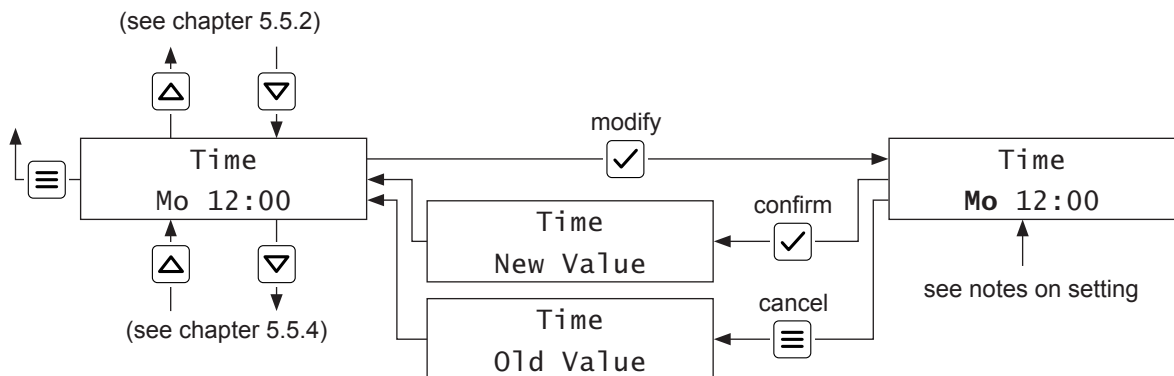 (see chapter 5.5.2)
modify
Time
Mo 12:00
Time
Mo 12:00
confirm
Time
New Value
see notes on setting
cancel
Time
Old Value
(see chapter 5.5.4)